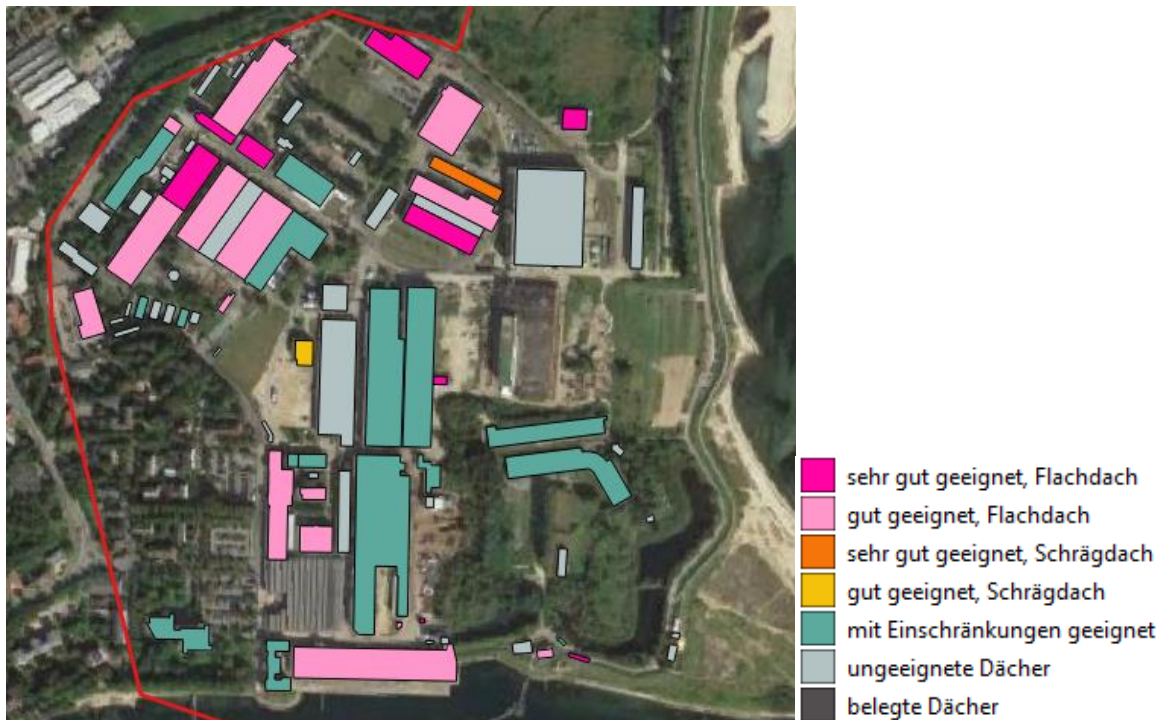 sehr gut geeignet, Flachdach
gut geeignet, Flachdach
sehr gut geeignet, Schrägdach
gut geeignet, Schrägdach
mit Einschränkungen geeignet
ungeeignete Dächer
belegte Dächer